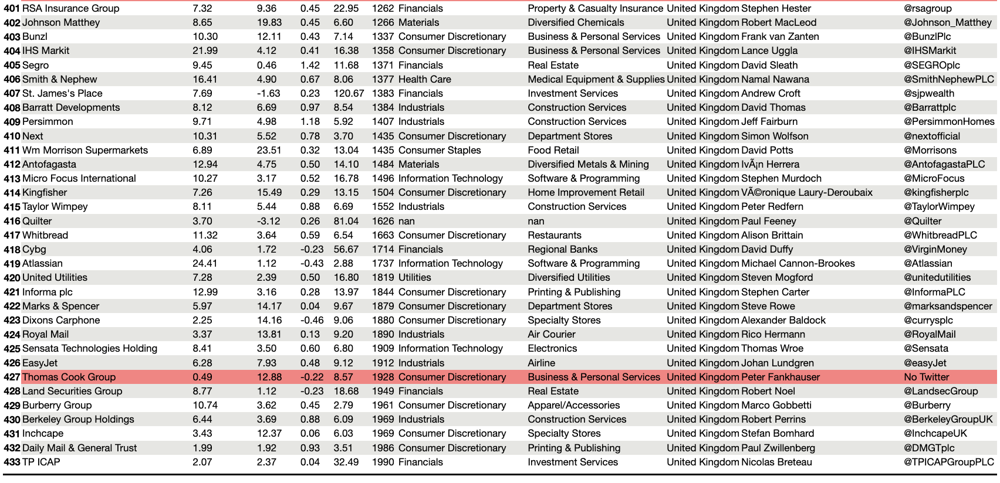 401 RSA Insurance Group 7.32 9.36 0.45 22.95 1262 Financials Property & Casualty Insurance United Kingdom Stephen Hester @rsagroup
402 Johnson Matthey 8.65 19.83 0.45 6.60 1266 Materials Diversified Chemicals United Kingdom Robert MacLeod @Johnson_Matthey
403 Bunzl 10.30 12.11 0.43 7.14 1337 Consumer Discretionary Business & Personal Services United Kingdom Frank van Zanten @BunzlPlc
404 IHS Markit 21.99 4.12 0.41 16.38 1358 Consumer Discretionary Business & Personal Services United Kingdom Lance Uggla @IHSMarkit
405 Segro 9.45 0.46 1.42 11.68 1371 Financials Real Estate United Kingdom David Sleath @SEGROplc
406 Smith & Nephew 16.41 4.90 0.67 8.06 1377 Health Care Medical Equipment & Supplies United Kingdom Namal Nawana @SmithNephewPLC
407 St. James's Place 7.69 -1.63 0.23 120.67 1383 Financials Investment Services United Kingdom Andrew Croft @sjpwealth
408 Barratt Developments 8.12 6.69 0.97 8.54 1384 Industrials Construction Services United Kingdom David Thomas @Barrattplc
409 Persimmon 9.71 4.98 1.18 5.92 1407 Industrials Construction Services United Kingdom Jeff Fairburn @PersimmonHomes
410 Next 10.31 5.52 0.78 3.70 1435 Consumer Discretionary Department Stores United Kingdom Simon Wolfson @nextofficial
411 Wm Morrison Supermarkets 6.89 23.51 0.32 13.04 1435 Consumer Staples Food Retail United Kingdom David Potts @Morrisons
412 Antofagasta 12.94 4.75 0.50 14.10 1484 Materials Diversified Metals & Mining United Kingdom IvÃ¡n Herrera @AntofagastaPLC
413 Micro Focus International 10.27 3.17 0.52 16.78 1496 Information Technology Software & Programming United Kingdom Stephen Murdoch @MicroFocus
414 Kingfisher 7.26 15.49 0.29 13.15 1504 Consumer Discretionary Home Improvement Retail United Kingdom VÃ©ronique Laury-Deroubaix @kingfisherplc
415 Taylor Wimpey 8.11 5.44 0.88 6.69 1552 Industrials Construction Services United Kingdom Peter Redfern @TaylorWimpey
416 Quilter 3.70 -3.12 0.26 81.04 1626 nan nan United Kingdom Paul Feeney @Quilter
417 Whitbread 11.32 3.64 0.59 6.54 1663 Consumer Discretionary Restaurants United Kingdom Alison Brittain @WhitbreadPLC
418 Cybg 4.06 1.72 -0.23 56.67 1714 Financials Regional Banks United Kingdom David Duffy @VirginMoney
419 Atlassian 24.41 1.12 -0.43 2.88 1737 Information Technology Software & Programming United Kingdom Michael Cannon-Brookes @Atlassian
420 United Utilities 7.28 2.39 0.50 16.80 1819 Utilities Diversified Utilities United Kingdom Steven Mogford @unitedutilities
421 Informa plc 12.99 3.16 0.28 13.97 1844 Consumer Discretionary Printing & Publishing United Kingdom Stephen Carter @InformaPLC
422 Marks & Spencer 5.97 14.17 0.04 9.67 1879 Consumer Discretionary Department Stores United Kingdom Steve Rowe @marksandspencer
423 Dixons Carphone 2.25 14.16 -0.46 9.06 1880 Consumer Discretionary Specialty Stores United Kingdom Alexander Baldock @currysplc
424 Royal Mail 3.37 13.81 0.13 9.20 1890 Industrials Air Courier United Kingdom Rico Hermann @RoyalMail
425 Sensata Technologies Holding 8.41 3.50 0.60 6.80 1909 Information Technology Electronics United Kingdom Thomas Wroe @Sensata
426 EasyJet 6.28 7.93 0.48 9.12 1912 Industrials Airline United Kingdom Johan Lundgren @easyJet
427 Thomas Cook Group 0.49 12.88 -0.22 8.57 1928 Consumer Discretionary Business & Personal Services United Kingdom Peter Fankhauser No Twitter
428 Land Securities Group 8.77 1.12 -0.23 18.68 1949 Financials Real Estate United Kingdom Robert Noel @LandsecGroup
429 Burberry Group 10.74 3.62 0.45 2.79 1961 Consumer Discretionary Apparel/Accessories United Kingdom Marco Gobbetti @Burberry
430 Berkeley Group Holdings 6.44 3.69 0.88 6.09 1969 Industrials Construction Services United Kingdom Robert Perrins @BerkeleyGroupUK
431 Inchcape 3.43 12.37 0.06 6.03 1969 Consumer Discretionary Specialty Stores United Kingdom Stefan Bomhard @InchcapeUK
432 Daily Mail & General Trust 1.99 1.92 0.93 3.51 1986 Consumer Discretionary Printing & Publishing United Kingdom Paul Zwillenberg @DMGTplc
433 TP ICAP 2.07 2.37 0.04 32.49 1990 Financials Investment Services United Kingdom Nicolas Breteau @TPICAPGroupPLC